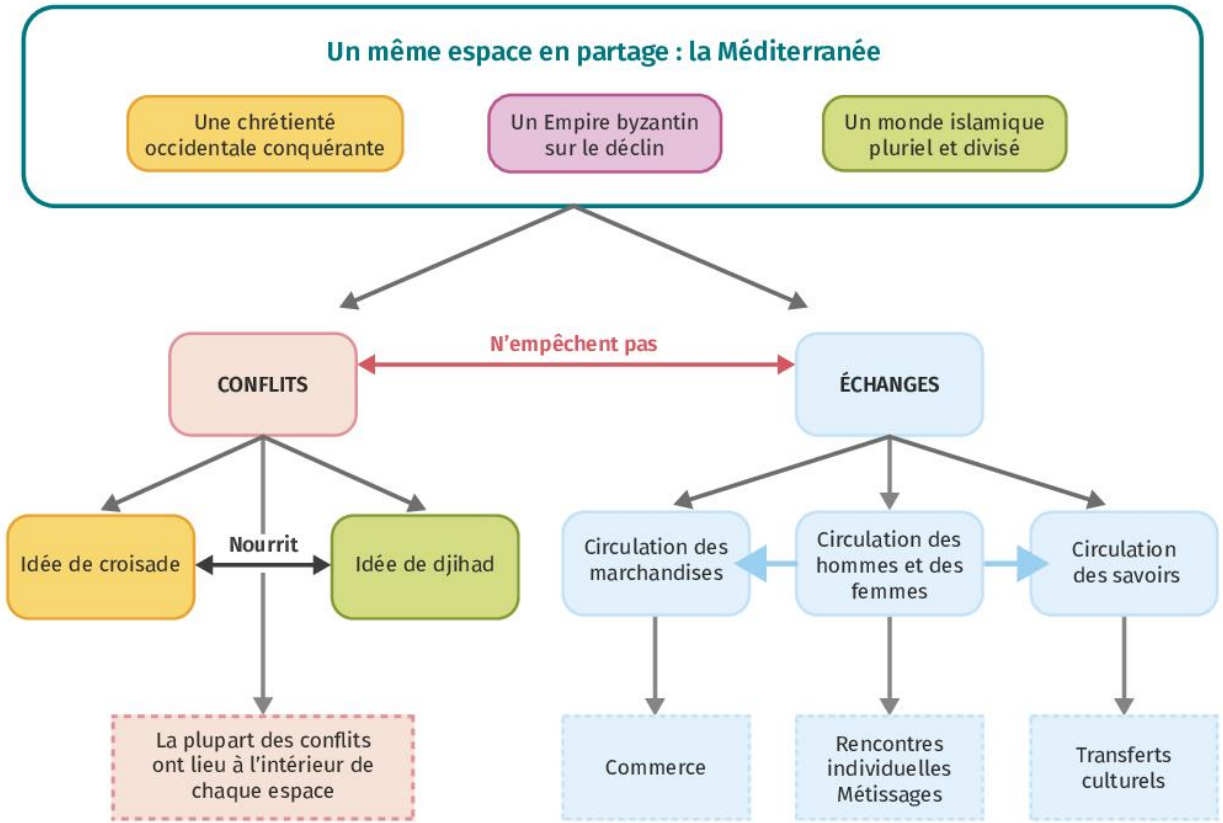 Un même espace en partage : la Méditerranée
Une chrétienté
occidentale conquérante
Un Empire byzantin
sur le déclin
Un monde islamique
pluriel et divisé
N'empêchent pas
CONFLITS
ÉCHANGES
Idée de croisade
Nourrit
Idée de djihad
Circulation des
marchandises
Circulation des
hommes et des
femmes
Circulation
des savoirs
La plupart des conflits
ont lieu à l'intérieur de
chaque espace
Commerce
Rencontres
individuelles
Métissages
Transferts
culturels